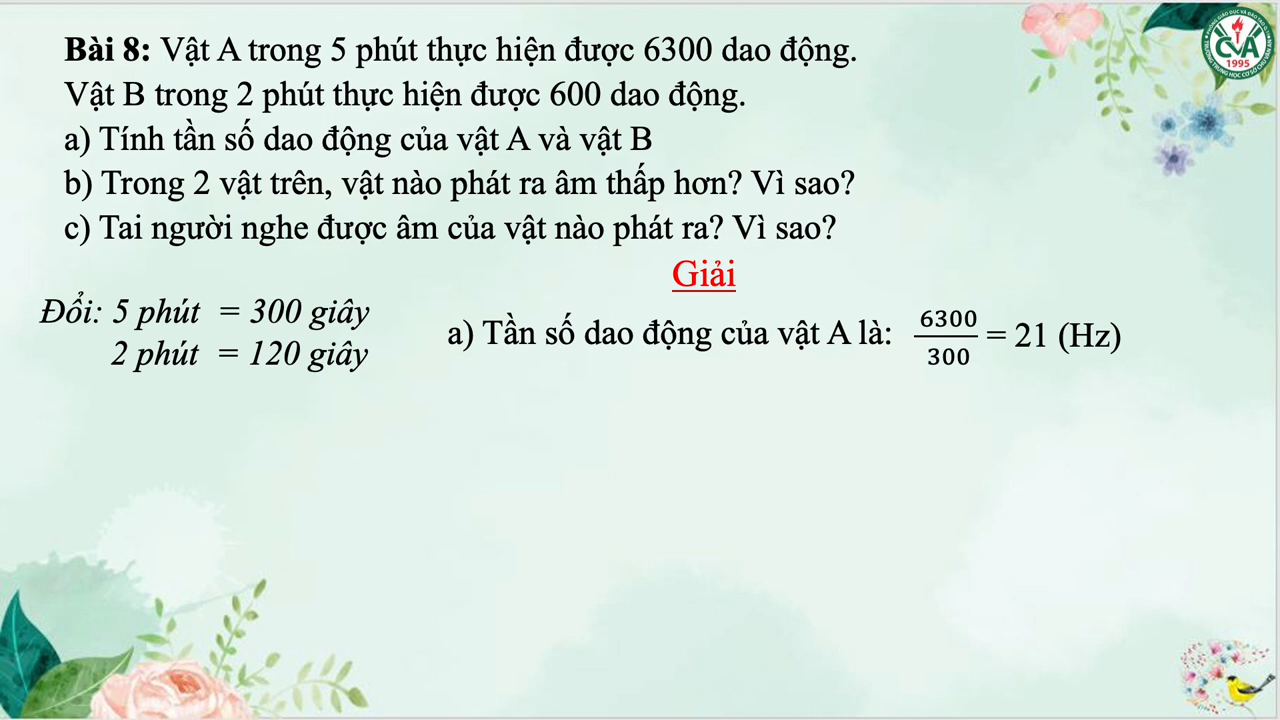 Bài 8: Vật A trong 5 phút thực hiện được 6300 dao động.
Vật B trong 2 phút thực hiện được 600 dao động.
a) Tính tần số dao động của vật A và vật B
b) Trong 2 vật trên, vật nào phát ra âm thấp hơn? Vì sao?
c) Tai người nghe được âm của vật nào phát ra? Vì sao?
Giải
Đổi: 5 phút = 300 giây
2 phút = 120 giây
a) Tần số dao động của vật A là: 6300/300 = 21 (Hz)
CVA
1995